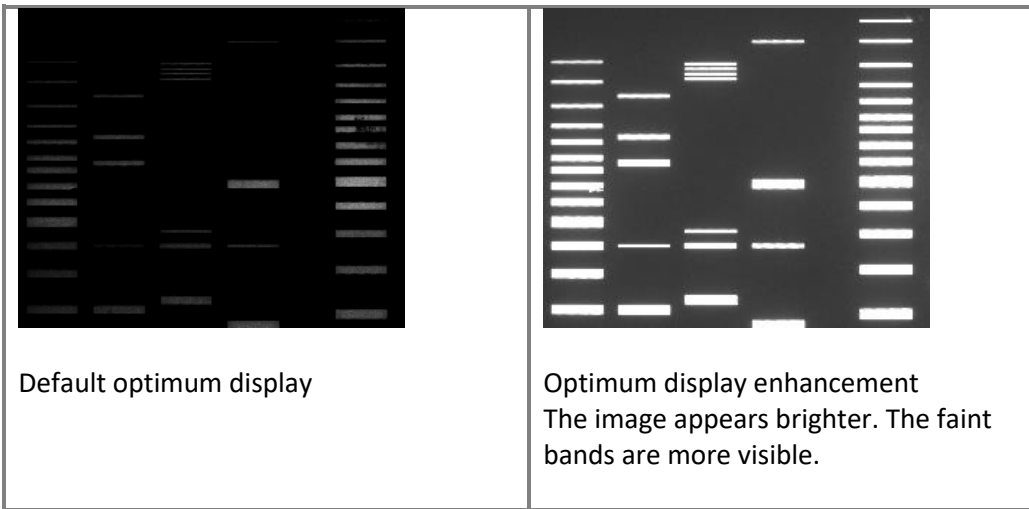 Default optimum display
Optimum display enhancement
The image appears brighter. The faint
bands are more visible.